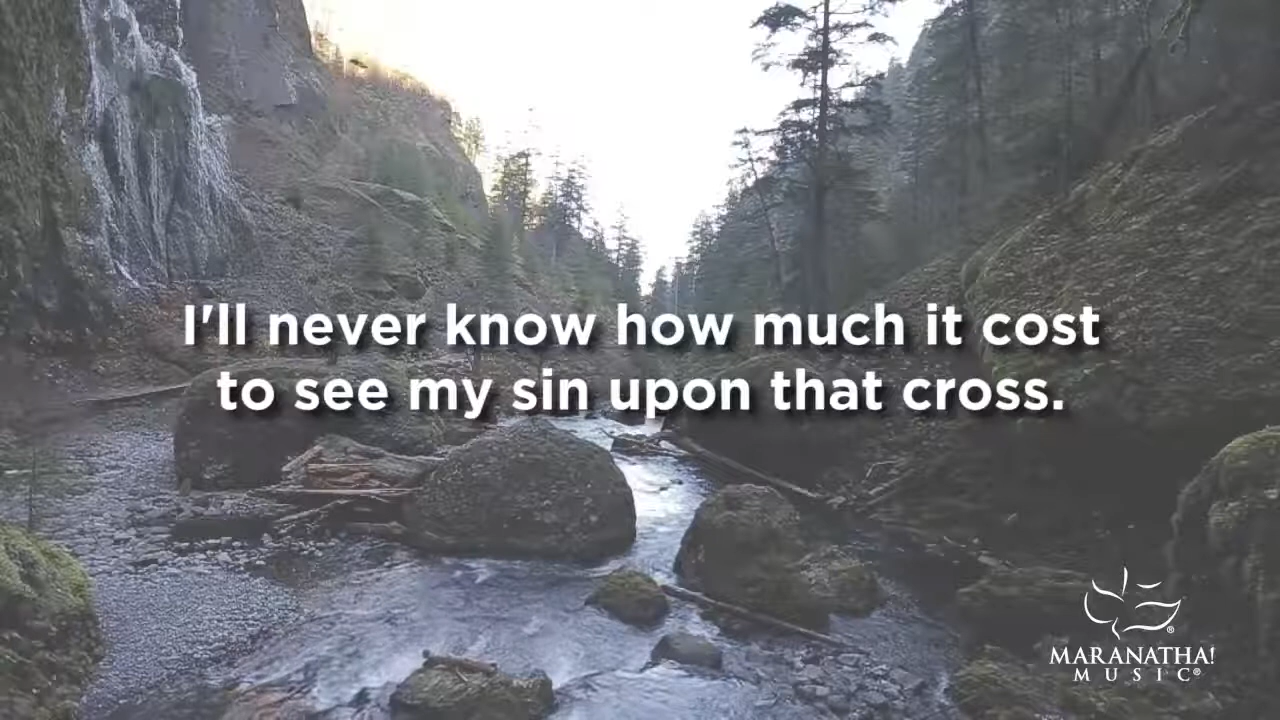 I'll never know how much it cost
to see my sin upon that cross.
MARANATHA!
MUSIC®